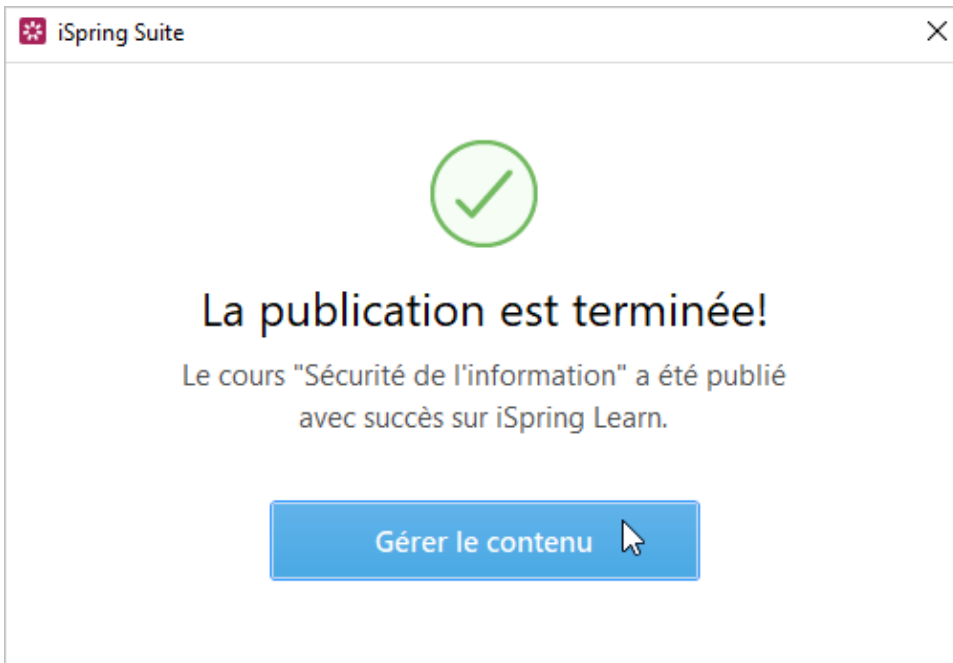 iSpring Suite
La publication est terminée!
Le cours "Sécurité de l'information" a été publié
avec succès sur iSpring Learn.
Gérer le contenu